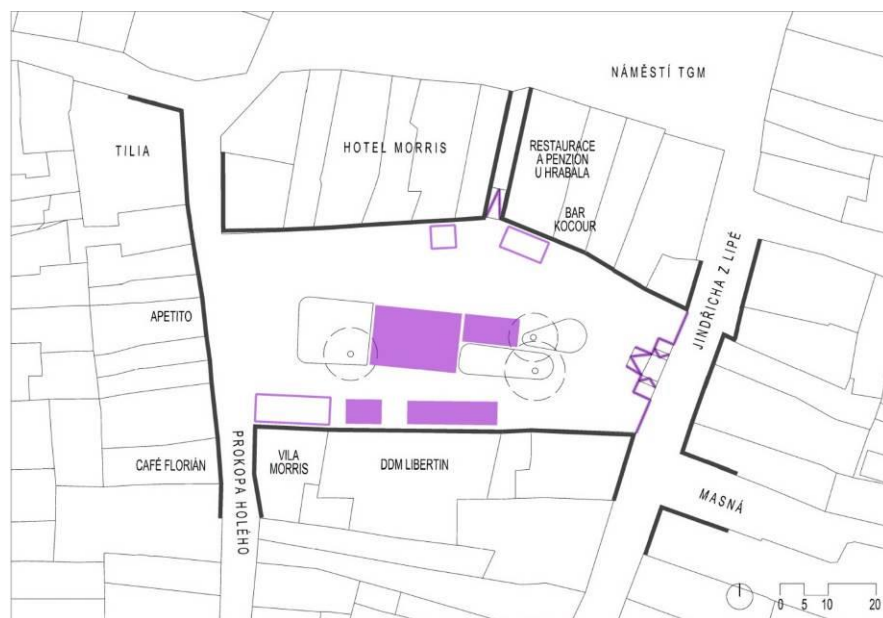 NÁMĚSTÍ TGM
TILIA
HOTEL MORRIS
RESTAURACE
A PENZIÓN
U HRABALA
BAR
KOCOUR
JINDŘICHA Z LIPÉ
APETITO
PROKOPA HOLÉHO
CAFÉ FLORIÁN
VILA
MORRIS
DDM LIBERTIN
MASNÁ
0 5 10 20